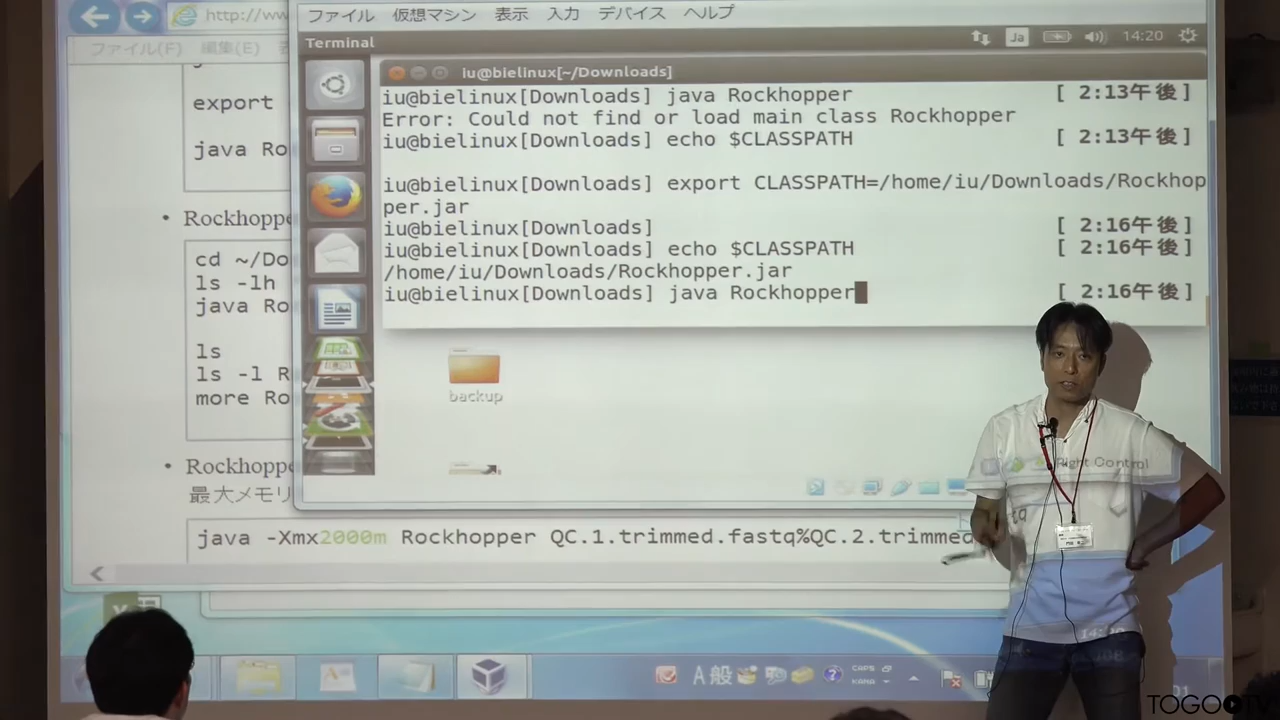 http://ww
ファイル(F) 編集(E)
export
java Ro
• Rockhoppe
cd ~/Do
ls -lh
java Ro
ls
ls -l R
more Ro
• Rockhoppe
最大メモリ
java -Xmx2000m Rockhopper QC.1.trimmed.fastq%QC.2.trimmed
ファイル 仮想マシン 表示 入力 デバイス ヘルプ
Terminal Ja 14:20
iu@bielinux[~/Downloads]
iu@bielinux[Downloads] java Rockhopper [ 2:13午後]
Error: Could not find or load main class Rockhopper
iu@bielinux[Downloads] echo $CLASSPATH [ 2:13午後]
iu@bielinux[Downloads] export CLASSPATH=/home/iu/Downloads/Rockhop
per.jar
iu@bielinux[Downloads] [ 2:16午後]
iu@bielinux[Downloads] echo $CLASSPATH [ 2:16午後]
/home/iu/Downloads/Rockhopper.jar
iu@bielinux[Downloads] java Rockhopper [ 2:16午後]
backup
Right Control
A 般 CAPS
KANA
TOGOTV